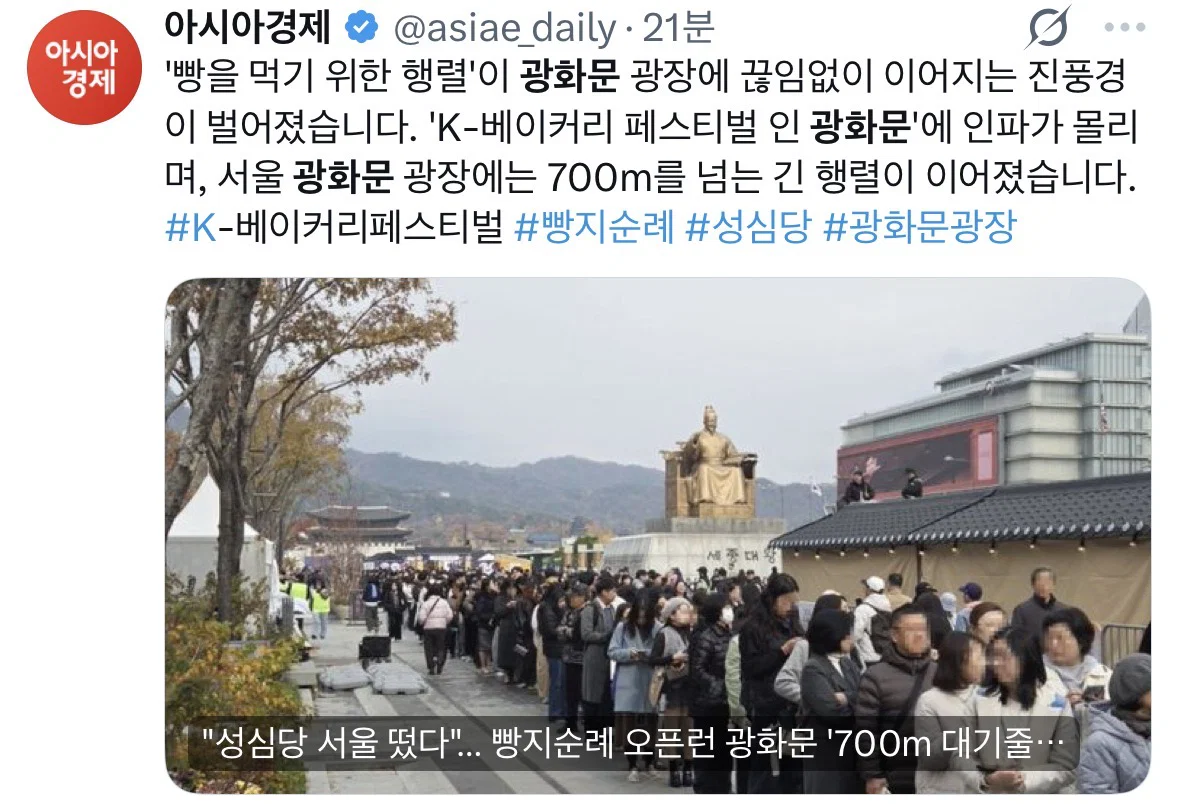 아시아
경제
아시아경제 @asiae_daily · 21분
'빵을 먹기 위한 행렬'이 광화문 광장에 끊임없이 이어지는 진풍경
이 벌어졌습니다. 'K-베이커리 페스티벌 인 광화문'에 인파가 몰리
며, 서울 광화문 광장에는 700m를 넘는 긴 행렬이 이어졌습니다.
#K-베이커리페스티벌 #빵지순례 #성심당 #광화문광장
세종대왕
"성심당 서울 떴다"... 빵지순례 오픈런 광화문 '700m 대기줄…